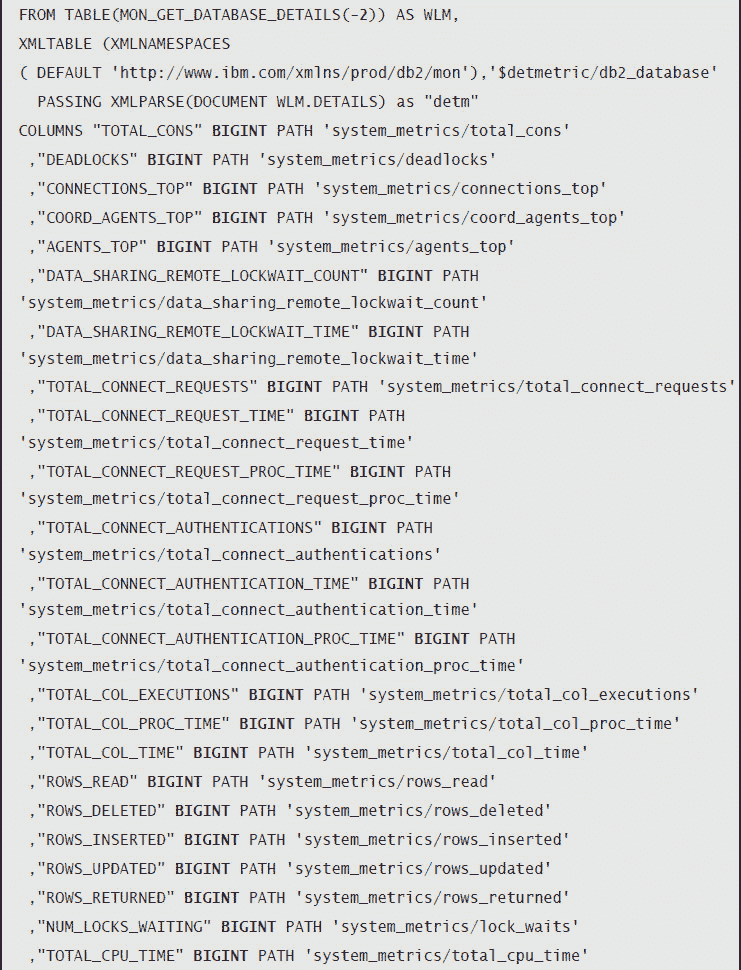 FROM TABLE(MON_GET_DATABASE_DETAILS(-2)) AS WLM,
XMLTABLE (XMLNAMESPACES
( DEFAULT 'http://www.ibm.com/xmlns/prod/db2/mon'),'$detmetric/db2_database'
PASSING XMLPARSE(DOCUMENT WLM.DETAILS) as "detm"
COLUMNS "TOTAL_CONS" BIGINT PATH 'system_metrics/total_cons'
,"DEADLOCKS" BIGINT PATH 'system_metrics/deadlocks'
,"CONNECTIONS_TOP" BIGINT PATH 'system_metrics/connections_top'
,"COORD_AGENTS_TOP" BIGINT PATH 'system_metrics/coord_agents_top'
,"AGENTS_TOP" BIGINT PATH 'system_metrics/agents_top'
,"DATA_SHARING_REMOTE_LOCKWAIT_COUNT" BIGINT PATH
'system_metrics/data_sharing_remote_lockwait_count'
,"DATA_SHARING_REMOTE_LOCKWAIT_TIME" BIGINT PATH
'system_metrics/data_sharing_remote_lockwait_time'
,"TOTAL_CONNECT_REQUESTS" BIGINT PATH 'system_metrics/total_connect_requests'
,"TOTAL_CONNECT_REQUEST_TIME" BIGINT PATH
'system_metrics/total_connect_request_time'
,"TOTAL_CONNECT_REQUEST_PROC_TIME" BIGINT PATH
'system_metrics/total_connect_request_proc_time'
,"TOTAL_CONNECT_AUTHENTICATIONS" BIGINT PATH
'system_metrics/total_connect_authentications'
,"TOTAL_CONNECT_AUTHENTICATION_TIME" BIGINT PATH
'system_metrics/total_connect_authentication_time'
,"TOTAL_CONNECT_AUTHENTICATION_PROC_TIME" BIGINT PATH
'system_metrics/total_connect_authentication_proc_time'
,"TOTAL_COL_EXECUTIONS" BIGINT PATH 'system_metrics/total_col_executions'
,"TOTAL_COL_PROC_TIME" BIGINT PATH 'system_metrics/total_col_proc_time'
,"TOTAL_COL_TIME" BIGINT PATH 'system_metrics/total_col_time'
,"ROWS_READ" BIGINT PATH 'system_metrics/rows_read'
,"ROWS_DELETED" BIGINT PATH 'system_metrics/rows_deleted'
,"ROWS_INSERTED" BIGINT PATH 'system_metrics/rows_inserted'
,"ROWS_UPDATED" BIGINT PATH 'system_metrics/rows_updated'
,"ROWS_RETURNED" BIGINT PATH 'system_metrics/rows_returned'
,"NUM_LOCKS_WAITING" BIGINT PATH 'system_metrics/lock_waits'
,"TOTAL_CPU_TIME" BIGINT PATH 'system_metrics/total_cpu_time'